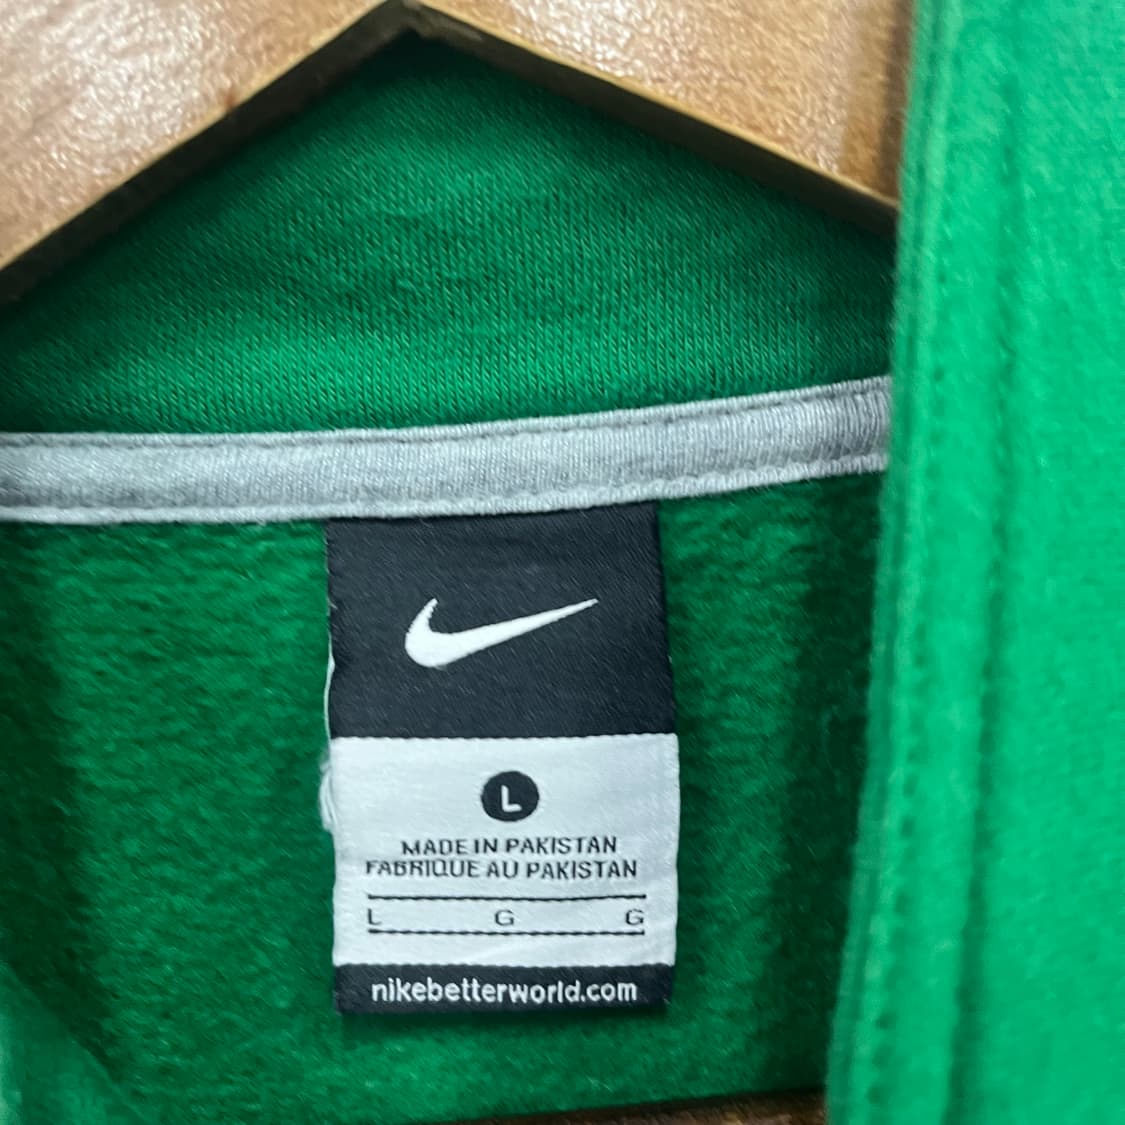 L
MADE IN PAKISTAN
FABRIQUE AU PAKISTAN
L G G
nikebetterworld.com